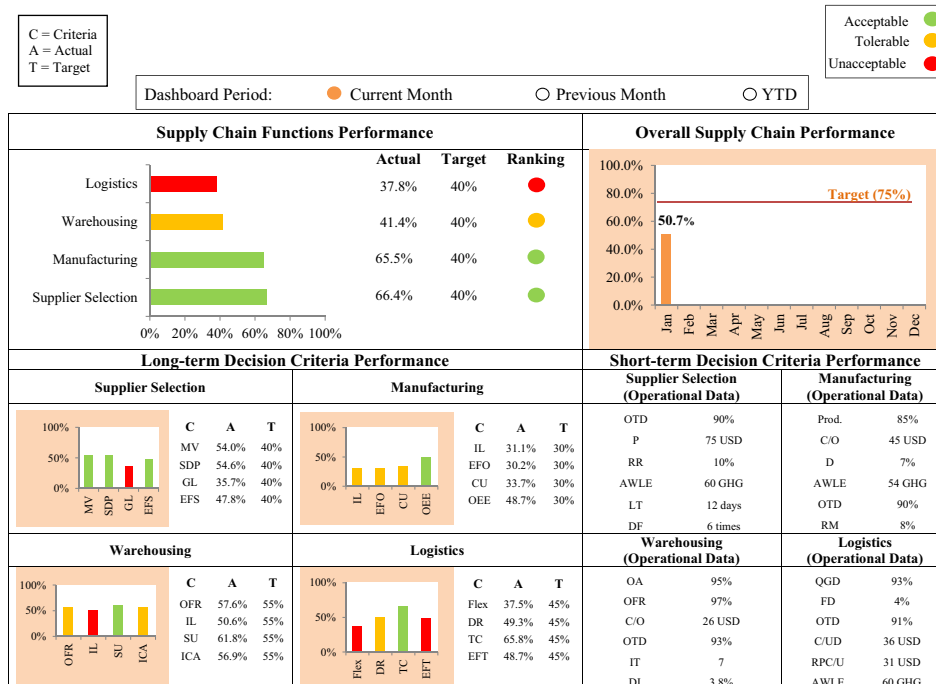 C = Criteria
A = Actual
T = Target
Acceptable
Tolerable
Unacceptable
Dashboard Period: Current Month Previous Month YTD
Supply Chain Functions Performance
Actual Target Ranking
Logistics 37.8% 40%
Warehousing 41.4% 40%
Manufacturing 65.5% 40%
Supplier Selection 66.4% 40%
0% 20% 40% 60% 80% 100%
Overall Supply Chain Performance
100.0%
80.0%
Target (75%)
50.7%
60.0%
40.0%
20.0%
0.0%
Jan Feb Mar Apr May Jun Jul Aug Sep Oct Nov Dec
Long-term Decision Criteria Performance
Supplier Selection
100%
50%
0%
MV SDP GL EFS
C A T
MV 54.0% 40%
SDP 54.6% 40%
GL 35.7% 40%
EFS 47.8% 40%
Manufacturing
100%
50%
0%
IL EFO CU OEE
C A T
IL 31.1% 30%
EFO 30.2% 30%
CU 33.7% 30%
OEE 48.7% 30%
Warehousing
100%
50%
0%
OFR IL SU ICA
C A T
OFR 57.6% 55%
IL 50.6% 55%
SU 61.8% 55%
ICA 56.9% 55%
Logistics
100%
50%
0%
Flex DR TC EFT
C A T
Flex 37.5% 45%
DR 49.3% 45%
TC 65.8% 45%
EFT 48.7% 45%
Short-term Decision Criteria Performance
Supplier Selection
(Operational Data)
OTD 90%
P 75 USD
RR 10%
AWLE 60 GHG
LT 12 days
DF 6 times
Manufacturing
(Operational Data)
Prod. 85%
C/O 45 USD
D 7%
AWLE 54 GHG
OTD 90%
RM 8%
Warehousing
(Operational Data)
OA 95%
OFR 97%
C/O 26 USD
OTD 93%
IT 7
DI 3.8%
Logistics
(Operational Data)
QGD 93%
FD 4%
OTD 91%
C/UD 36 USD
RPC/U 31 USD
AWLE 60 GHG